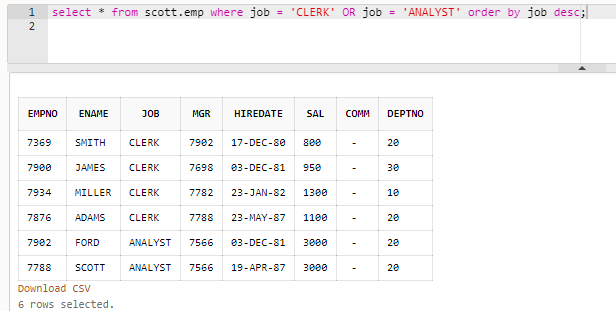 1 select * from scott.emp where job = 'CLERK' OR job = 'ANALYST' order by job desc;
2
EMPNO ENAME JOB MGR HIREDATE SAL COMM DEPTNO
7369 SMITH CLERK 7902 17-DEC-80 800 - 20
7900 JAMES CLERK 7698 03-DEC-81 950 - 30
7934 MILLER CLERK 7782 23-JAN-82 1300 - 10
7876 ADAMS CLERK 7788 23-MAY-87 1100 - 20
7902 FORD ANALYST 7566 03-DEC-81 3000 - 20
7788 SCOTT ANALYST 7566 19-APR-87 3000 - 20
Download CSV
6 rows selected.